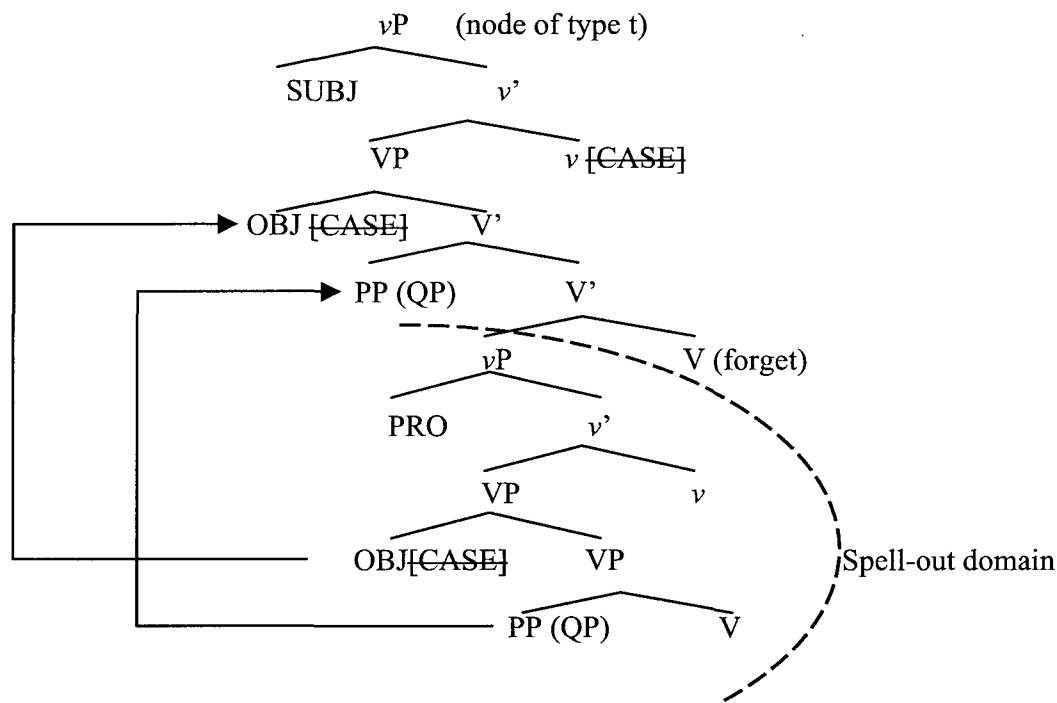 vP (node of type t)
SUBJ v’
VP v [CASE]
OBJ [CASE] V’
PP (QP) V’
vP V (forget)
PRO v’
VP v
OBJ[CASE] VP Spell-out domain
PP (QP) V